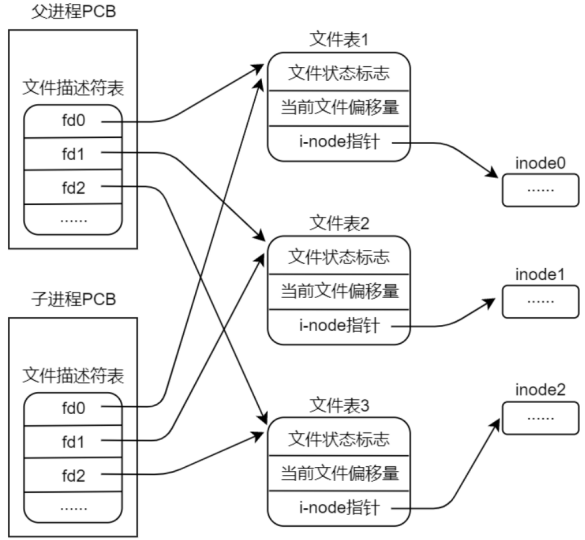 父进程PCB
文件描述符表
fd0
fd1
fd2
......
子进程PCB
文件描述符表
fd0
fd1
fd2
......
文件表1
文件状态标志
当前文件偏移量
i-node指针
文件表2
文件状态标志
当前文件偏移量
i-node指针
文件表3
文件状态标志
当前文件偏移量
i-node指针
inode0
......
inode1
......
inode2
......